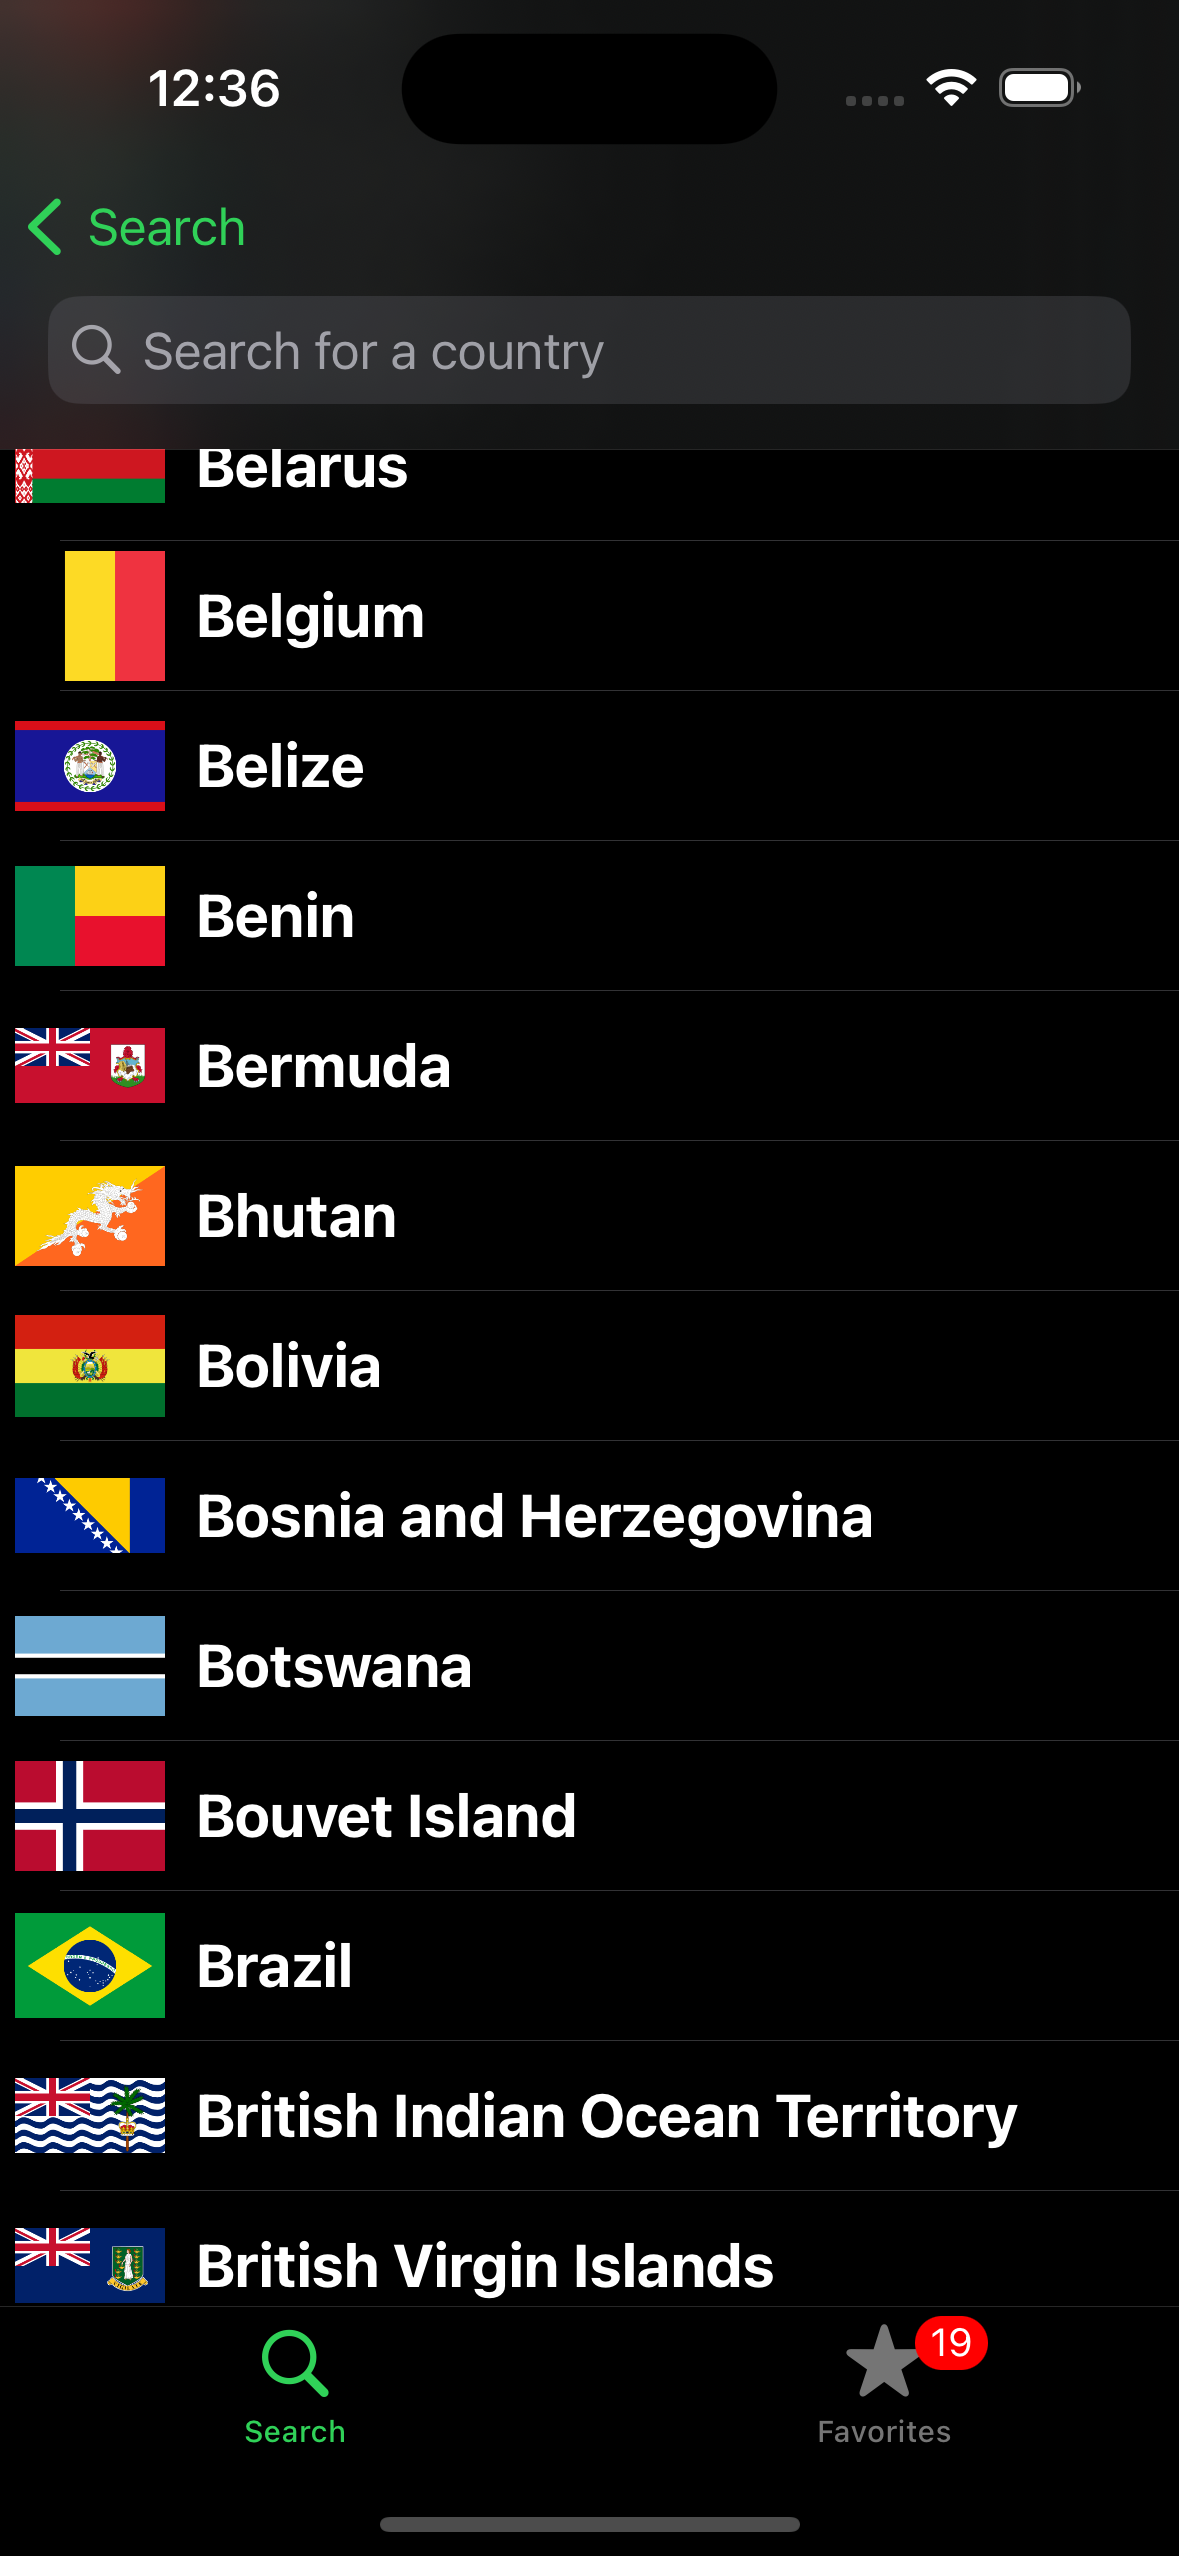 12:36
Search
Search for a country
Belarus
Belgium
Belize
Benin
Bermuda
Bhutan
Bolivia
Bosnia and Herzegovina
Botswana
Bouvet Island
Brazil
British Indian Ocean Territory
British Virgin Islands
19
Search
Favorites